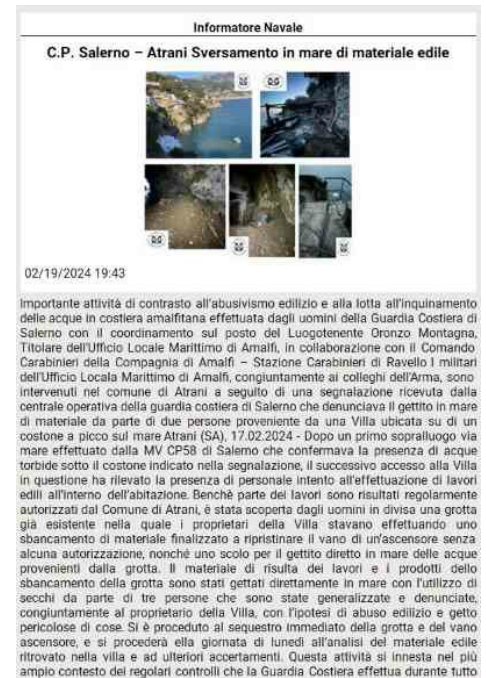 Informatore Navale
C.P. Salerno – Atrani Sversamento in mare di materiale edile
02/19/2024 19:43
Importante attività di contrasto all'abusivismo edilizio e alla lotta all'inquinamento
delle acque in costiera amalfitana effettuata dagli uomini della Guardia Costiera di
Salerno con il coordinamento sul posto del Luogotenente Oronzo Montagna,
Titolare dell'Ufficio Locale Marittimo di Amalfi, in collaborazione con il Comando
Carabinieri della Compagnia di Amalfi – Stazione Carabinieri di Ravello I militari
dell'Ufficio Locala Marittimo di Amalfi, congiuntamente ai colleghi dell'Arma, sono
intervenuti nel comune di Atrani a seguito di una segnalazione ricevuta dalla
centrale operativa della guardia costiera di Salerno che denunciava il gettito in mare
di materiale da parte di due persone proveniente da una Villa ubicata su di un
costone a picco sul mare Atrani (SA), 17.02.2024 - Dopo un primo sopralluogo via
mare effettuato dalla MV CP58 di Salerno che confermava la presenza di acque
torbide sotto il costone indicato nella segnalazione, il successivo accesso alla Villa
in questione ha rilevato la presenza di personale intento all'effettuazione di lavori
edili all'interno dell'abitazione. Benchè parte dei lavori sono risultati regolarmente
autorizzati dal Comune di Atrani, è stata scoperta dagli uomini in divisa una grotta
già esistente nella quale i proprietari della Villa stavano effettuando uno
sbancamento di materiale finalizzato a ripristinare il vano di un'ascensore senza
alcuna autorizzazione, nonché uno scolo per il gettito diretto in mare delle acque
provenienti dalla grotta. Il materiale di risulta dei lavori e i prodotti dello
sbancamento della grotta sono stati gettati direttamente in mare con l'utilizzo di
secchi da parte di tre persone che sono state generalizzate e denunciate,
congiuntamente al proprietario della Villa, con l'ipotesi di abuso edilizio e getto
pericolose di cose. Si è proceduto al sequestro immediato della grotta e del vano
ascensore, e si procederà ella giornata di lunedì all'analisi del materiale edile
ritrovato nella villa e ad ulteriori accertamenti. Questa attività si innesta nel più
ampio contesto dei regolari controlli che la Guardia Costiera effettua durante tutto